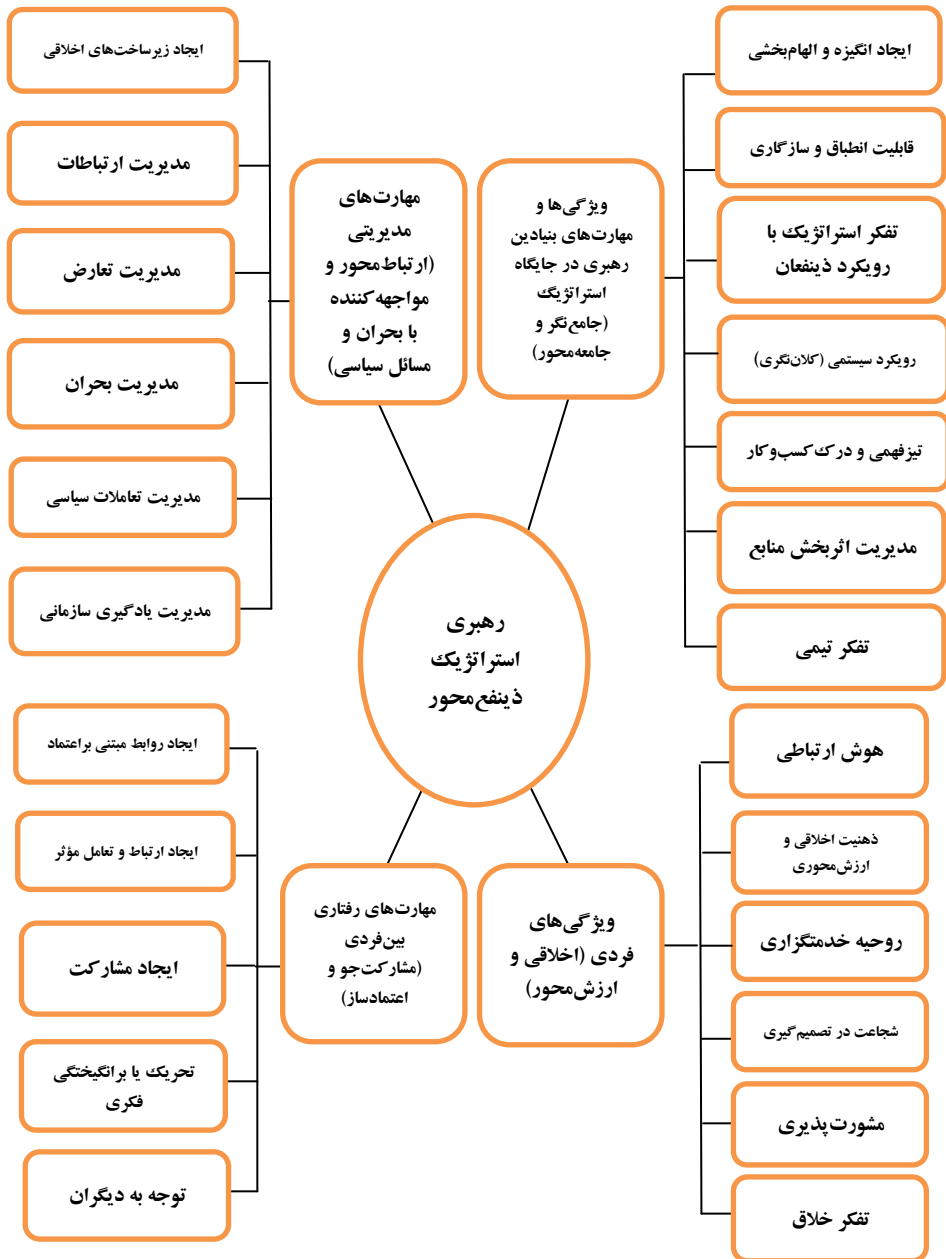 ایجاد انگیزه و الهام‌بخشی
قابلیت انطباق و سازگاری
تفکر استراتژیک با
رویکرد ذینفعان
رویکرد سیستمی (کلان‌نگری)
تیزفهمی و درک کسب‌وکار
مدیریت اثربخش منابع
تفکر تیمی
ویژگی‌ها و
مهارت‌های بنیادین
رهبری در جایگاه
استراتژیگ
(جامع‌نگر و
جامعه‌محور)
مهارت‌های
مدیریتی
(ارتباط‌محور و
مواجهه‌کننده
با بحران و
مسائل سیاسی)
ایجاد زیرساخت‌های اخلاقی
مدیریت ارتباطات
مدیریت تعارض
مدیریت بحران
مدیریت تعاملات سیاسی
مدیریت یادگیری سازمانی
رهبری
استراتژیک
ذینفع‌محور
هوش ارتباطی
ذهنیت اخلاقی و
ارزش‌محوری
روحیه خدمتگزاری
شجاعت در تصمیم‌گیری
مشورت‌پذیری
تفکر خلاق
ویژگی‌های
فردی (اخلاقی و
ارزش‌محور)
مهارت‌های رفتاری
بین‌فردی
(مشارکت‌جو و
اعتمادساز)
ایجاد روابط مبتنی براعتماد
ایجاد ارتباط و تعامل مؤثر
ایجاد مشارکت
تحریک یا برانگیختگی
فکری
توجه به دیگران